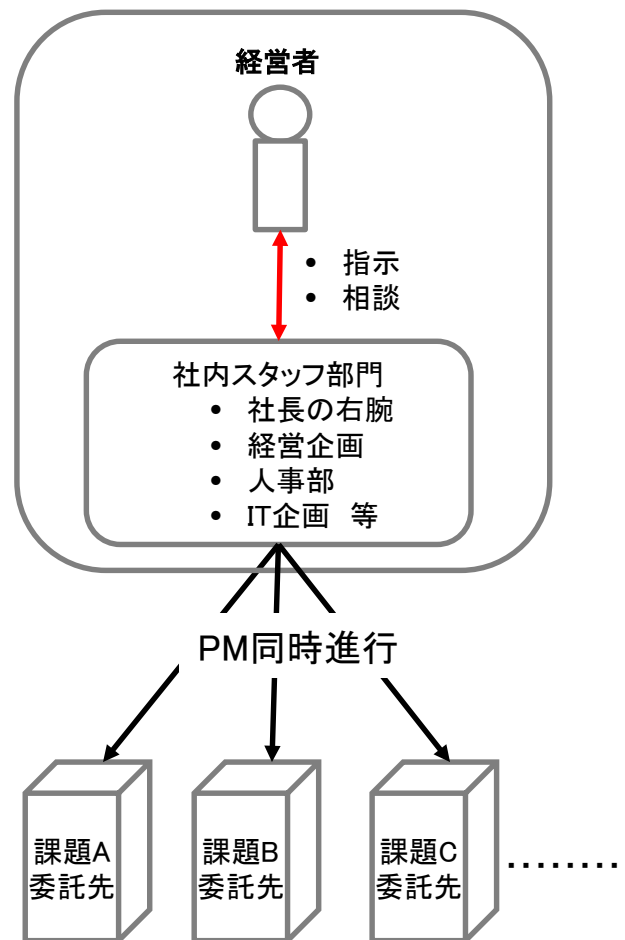 経営者
• 指示
• 相談
社内スタッフ部門
• 社長の右腕
• 経営企画
• 人事部
• IT企画　等
PM同時進行
課題A
委託先
課題B
委託先
課題C
委託先
‥‥‥‥